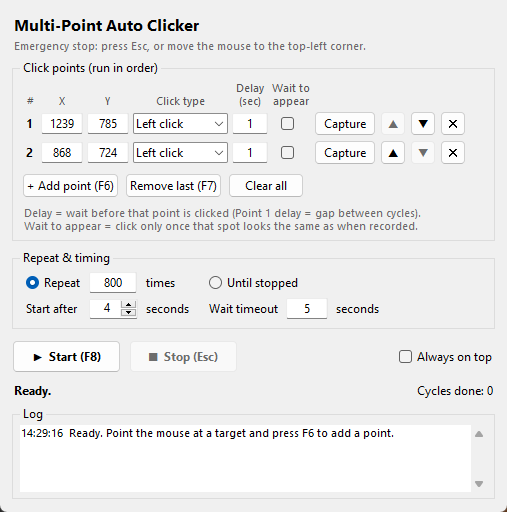 Multi-Point Auto Clicker
Emergency stop: press Esc, or move the mouse to the top-left corner.
Click points (run in order)
# X Y Click type Delay (sec) Wait to appear
1 1239 785 Left click 1 Capture ▲ ▼ ✕
2 868 724 Left click 1 Capture ▲ ▼ ✕
+ Add point (F6) Remove last (F7) Clear all
Delay = wait before that point is clicked (Point 1 delay = gap between cycles).
Wait to appear = click only once that spot looks the same as when recorded.
Repeat & timing
Repeat 800 times Until stopped
Start after 4 seconds Wait timeout 5 seconds
► Start (F8) ■ Stop (Esc) Always on top
Ready. Cycles done: 0
Log
14:29:16 Ready. Point the mouse at a target and press F6 to add a point.